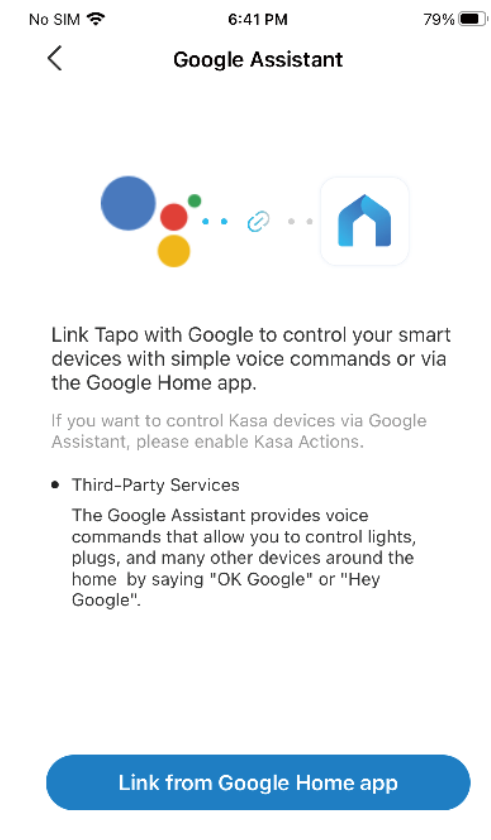 No SIM 6:41 PM 79%
Google Assistant
Link Tapo with Google to control your smart
devices with simple voice commands or via
the Google Home app.
If you want to control Kasa devices via Google
Assistant, please enable Kasa Actions.
• Third-Party Services
The Google Assistant provides voice
commands that allow you to control lights,
plugs, and many other devices around the
home  by saying "OK Google" or "Hey
Google".
Link from Google Home app